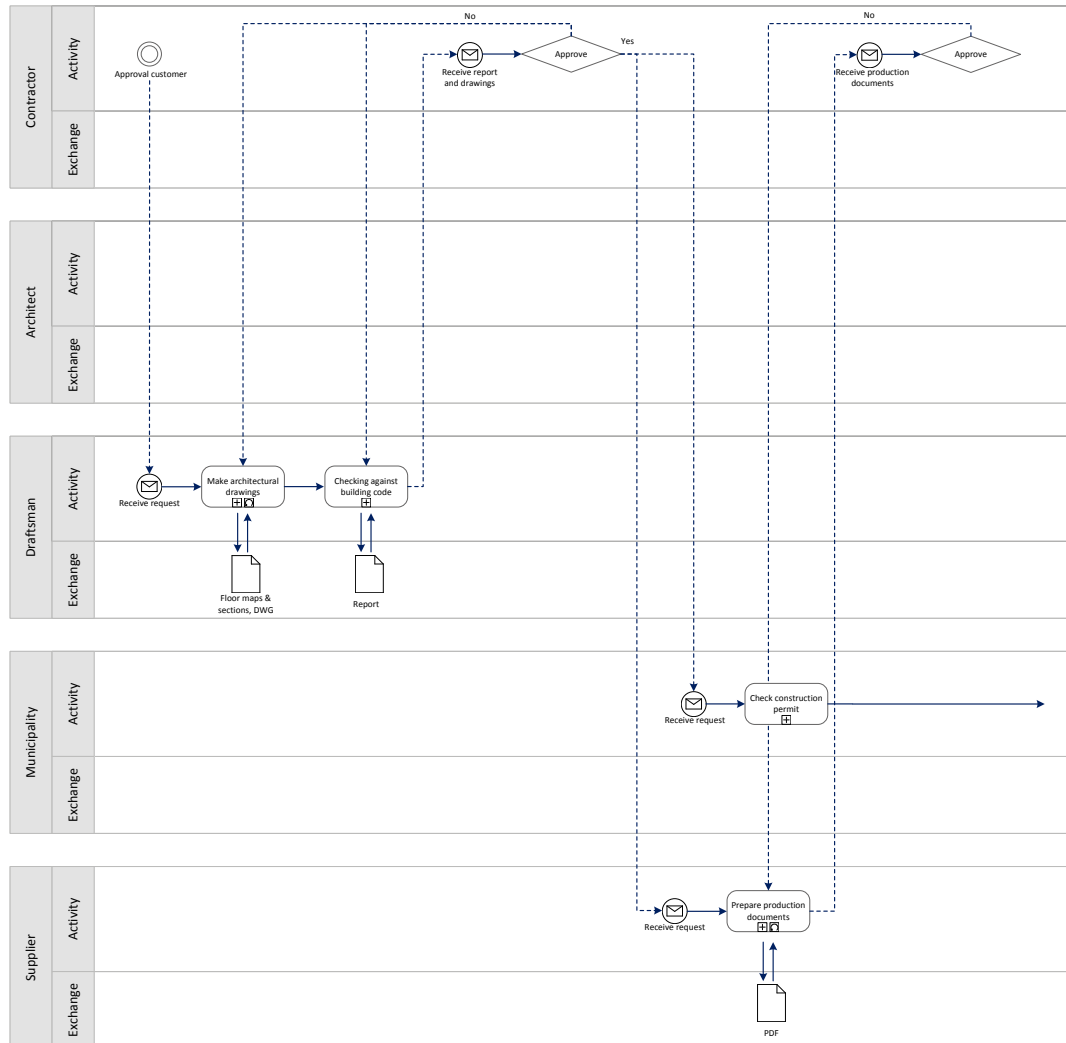 Contractor
Activity
Exchange
Approval customer
No
Receive report
and drawings
Approve
Yes
No
Receive production
documents
Approve
Architect
Activity
Exchange
Draftsman
Activity
Exchange
Receive request
Make architectural
drawings
Checking against
building code
Floor maps &
sections, DWG
Report
Municipality
Activity
Exchange
Receive request
Check construction
permit
Supplier
Activity
Exchange
Receive request
Prepare production
documents
PDF